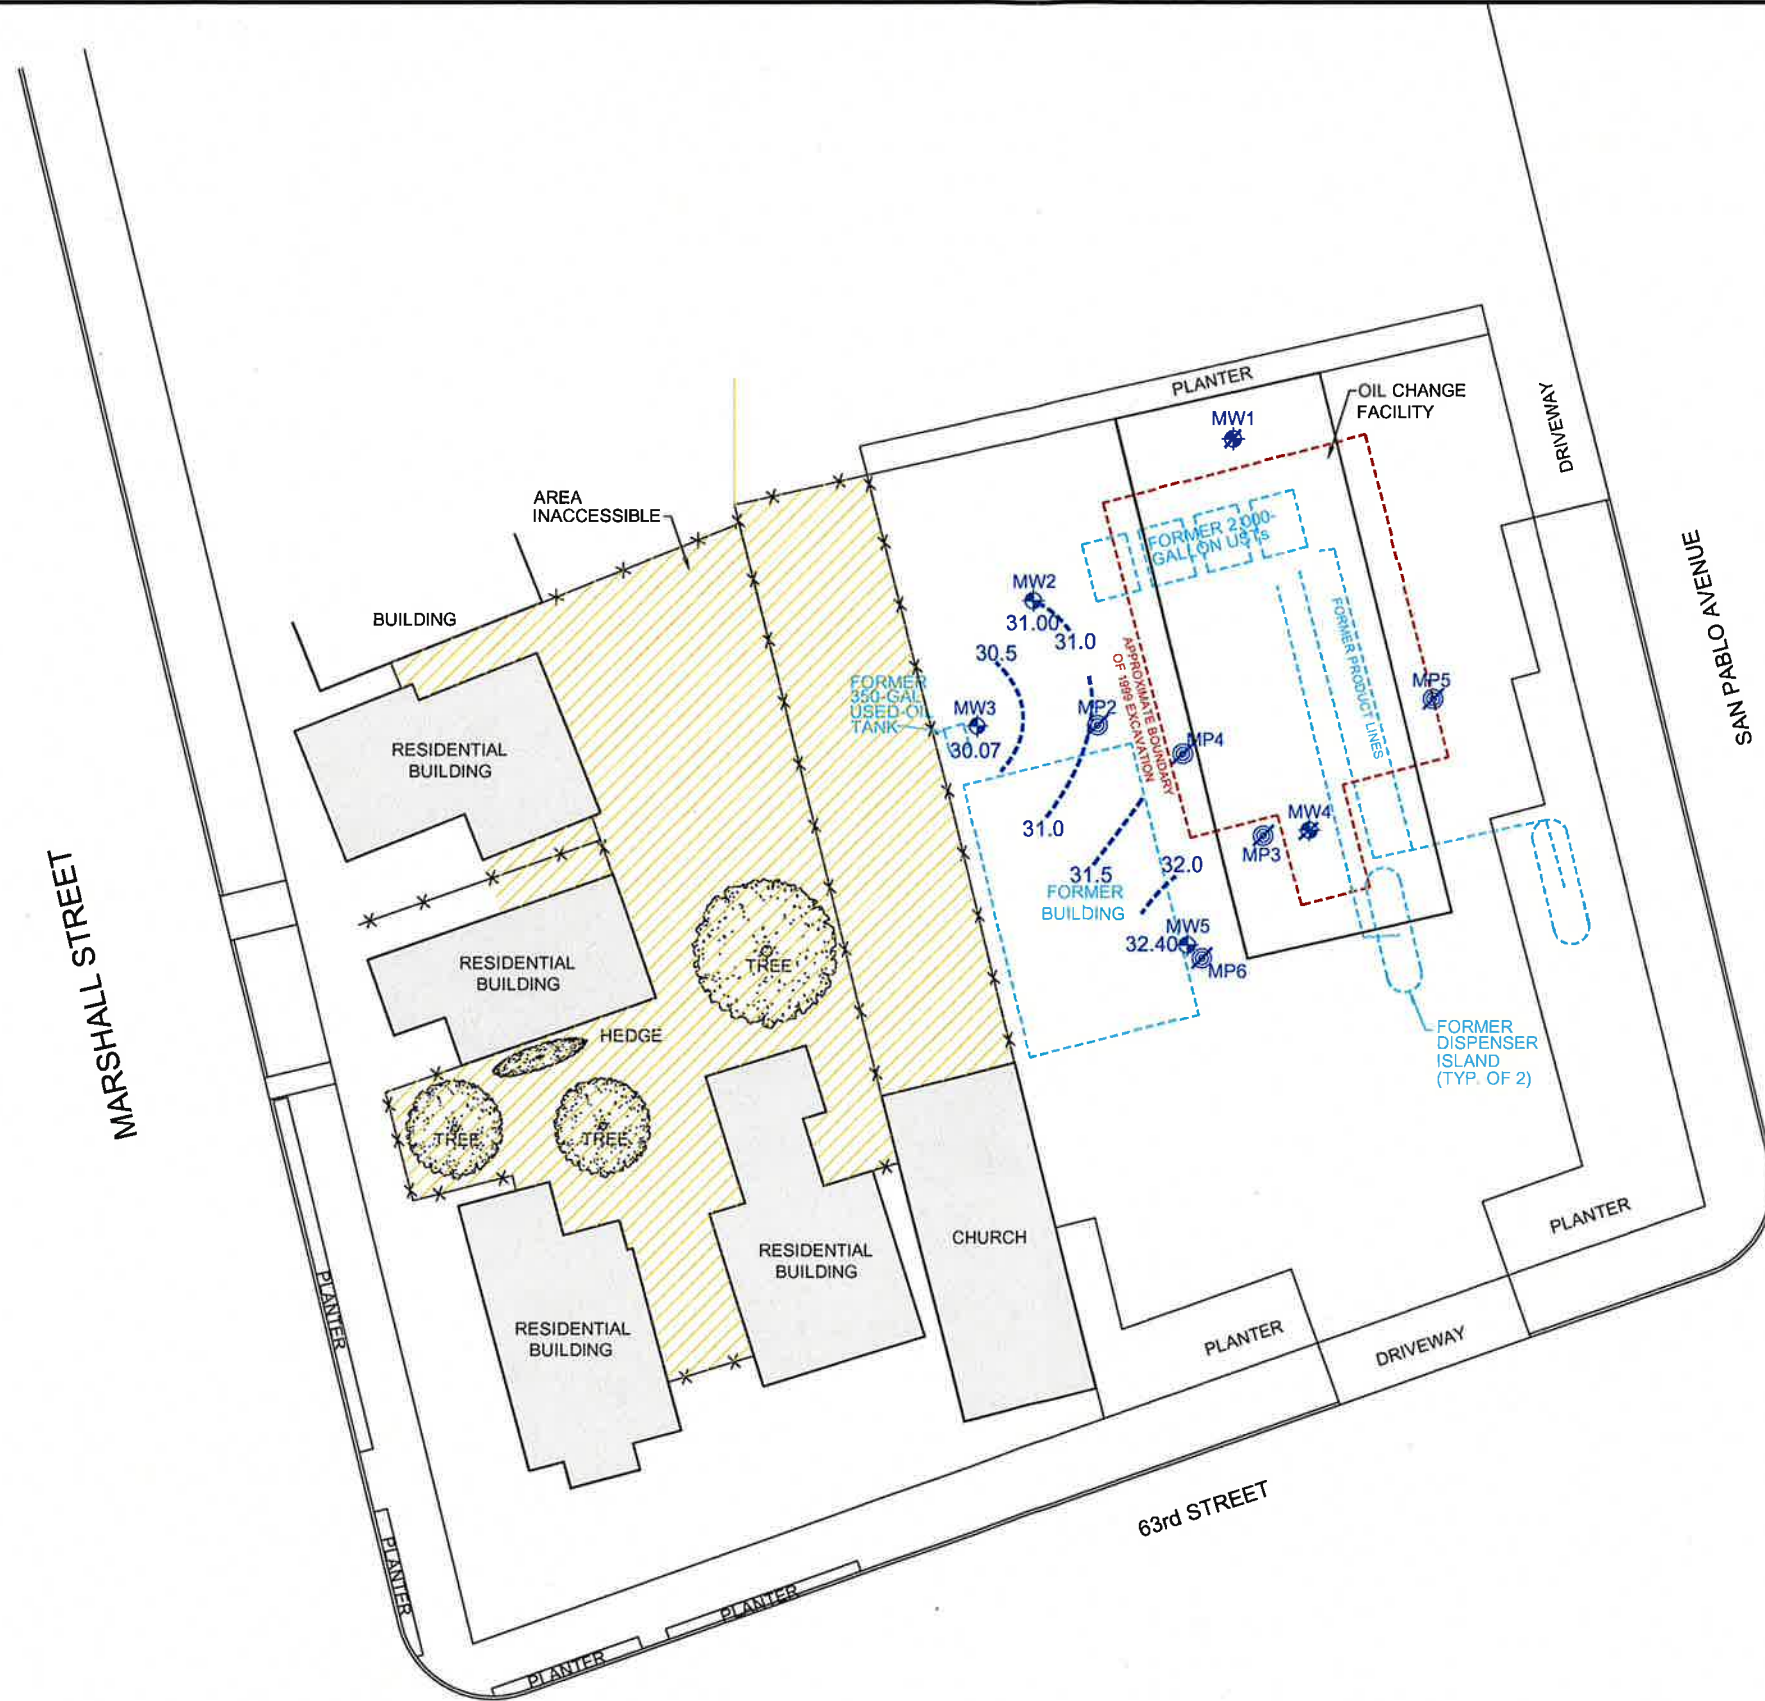 PLANTER
OIL CHANGE
FACILITY
DRIVEWAY
MW1
AREA
INACCESSIBLE
FORMER 2,000-
GALLON USTs
SAN PABLO AVENUE
MW2
31.00
31.0
BUILDING
30.5
APPROXIMATE BOUNDARY
OF 1999 EXCAVATION
FORMER PRODUCT LINES
FORMER
350-GAL
USED-OIL
TANK
MW3
30.07
MP2
MP5
MP4
RESIDENTIAL
BUILDING
MW4
MP3
31.0
31.5
32.0
FORMER
BUILDING
MW5
32.40
MP6
MARSHALL STREET
RESIDENTIAL
BUILDING
TREE
HEDGE
FORMER
DISPENSER
ISLAND
(TYP. OF 2)
TREE
TREE
CHURCH
RESIDENTIAL
BUILDING
PLANTER
PLANTER
RESIDENTIAL
BUILDING
PLANTER
DRIVEWAY
63rd STREET
PLANTER
PLANTER
PLANTER